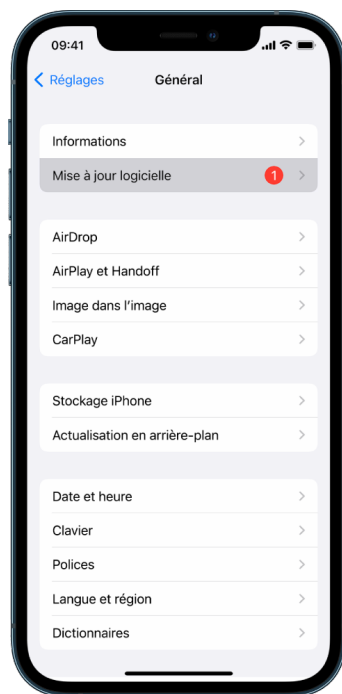 09:41
Réglages Général
Informations
Mise à jour logicielle 1
AirDrop
AirPlay et Handoff
Image dans l'image
CarPlay
Stockage iPhone
Actualisation en arrière-plan
Date et heure
Clavier
Polices
Langue et région
Dictionnaires